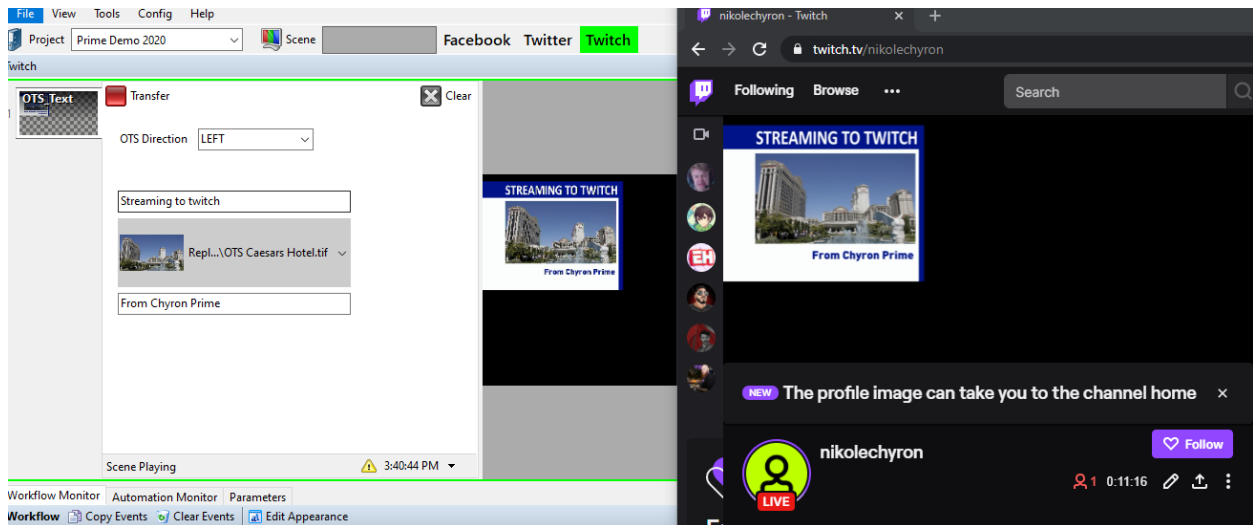 File View Tools Config Help
Project Prime Demo 2020 Scene Facebook Twitter Twitch
Twitch
OTS_Text
Transfer
Clear
OTS Direction LEFT
Streaming to twitch
Repl...\OTS Caesars Hotel.tif
From Chyron Prime
STREAMING TO TWITCH
From Chyron Prime
Scene Playing 3:40:44 PM
Workflow Monitor Automation Monitor Parameters
Workflow Copy Events Clear Events Edit Appearance
nikolechyron - Twitch
twitch.tv/nikolechyron
Following Browse Search
STREAMING TO TWITCH
From Chyron Prime
EH
NEW The profile image can take you to the channel home
nikolechyron
Follow
1 0:11:16
LIVE